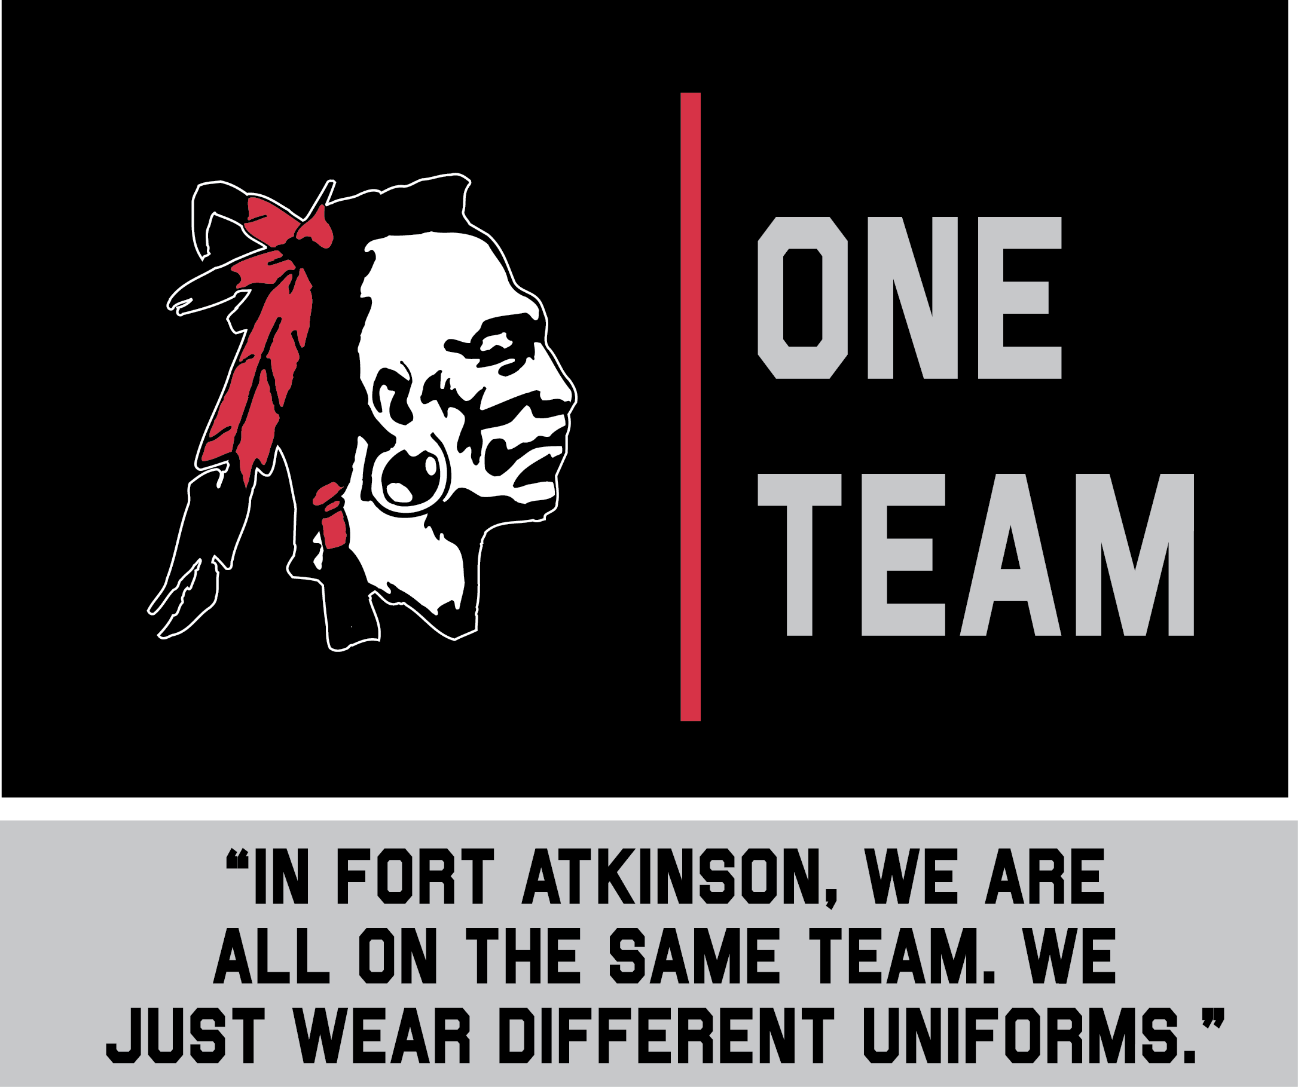 ONE
TEAM
“IN FORT ATKINSON, WE ARE
ALL ON THE SAME TEAM. WE
JUST WEAR DIFFERENT UNIFORMS.”